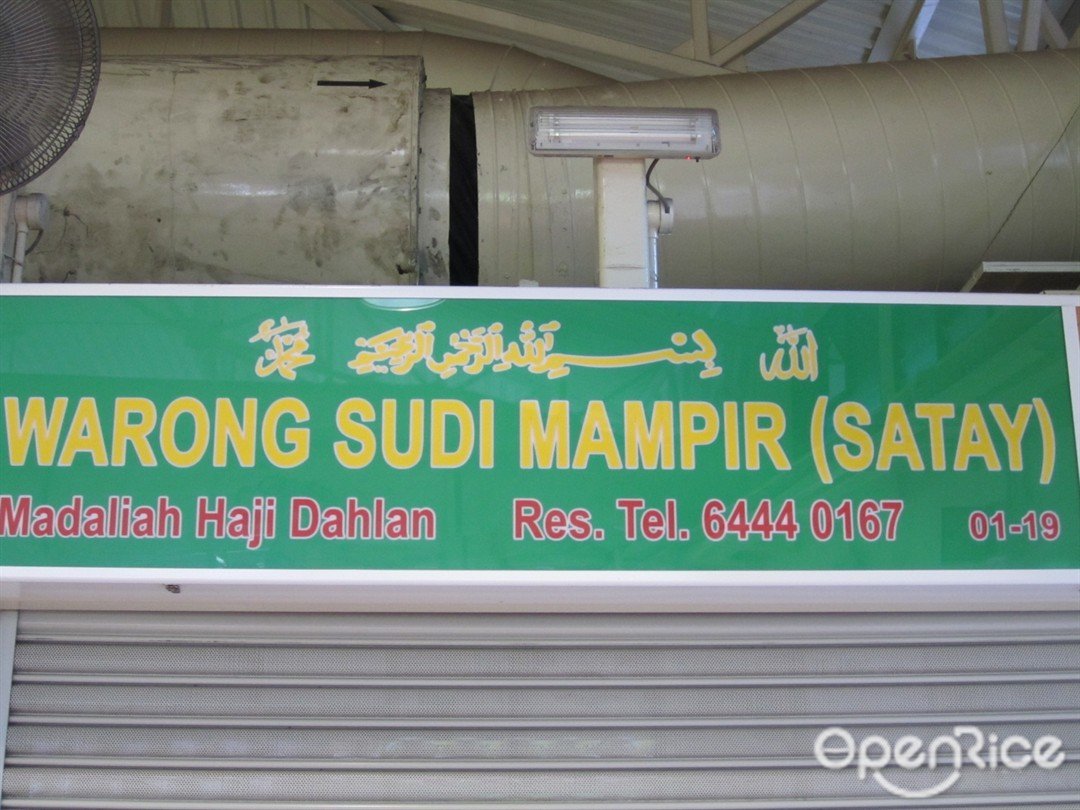 الله بسم الله الرحمن الرحيم محمد
WARONG SUDI MAMPIR (SATAY)
Madaliah Haji Dahlan Res. Tel. 6444 0167 01-19
OpenRice